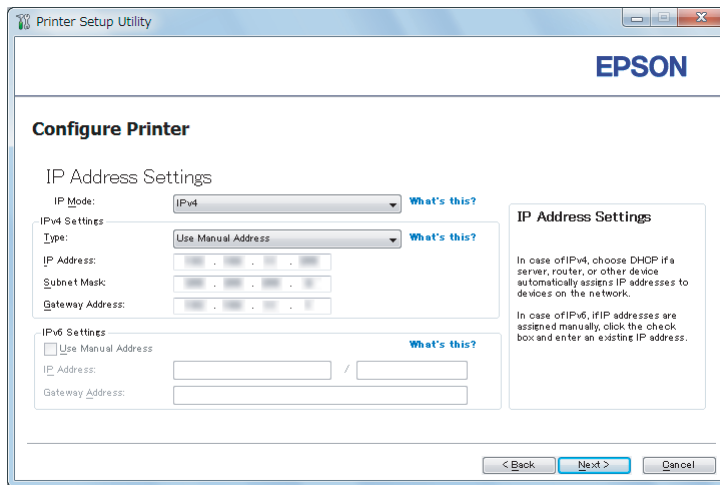 Printer Setup Utility
EPSON
Configure Printer
IP Address Settings
IP Mode: IPv4 What's this?
IPv4 Settings
Type: Use Manual Address What's this?
IP Address:
Subnet Mask:
Gateway Address:
IPv6 Settings
Use Manual Address What's this?
IP Address: /
Gateway Address:
IP Address Settings
In case of IPv4, choose DHCP if a
server, router, or other device
automatically assigns IP addresses to
devices on the network.
In case of IPv6, if IP addresses are
assigned manually, click the check
box and enter an existing IP address.
< Back Next > Cancel